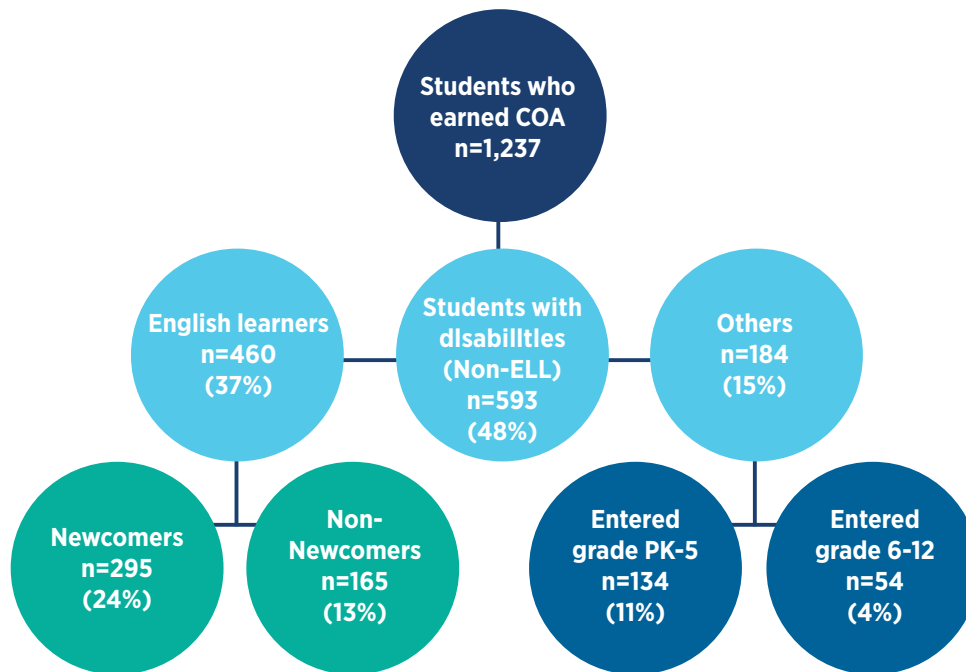 Students who
earned COA
n=1,237
English learners
n=460
(37%)
Students with
dIsabilltles
(Non-ELL)
n=593
(48%)
Others
n=184
(15%)
Newcomers
n=295
(24%)
Non-
Newcomers
n=165
(13%)
Entered
grade PK-5
n=134
(11%)
Entered
grade 6-12
n=54
(4%)